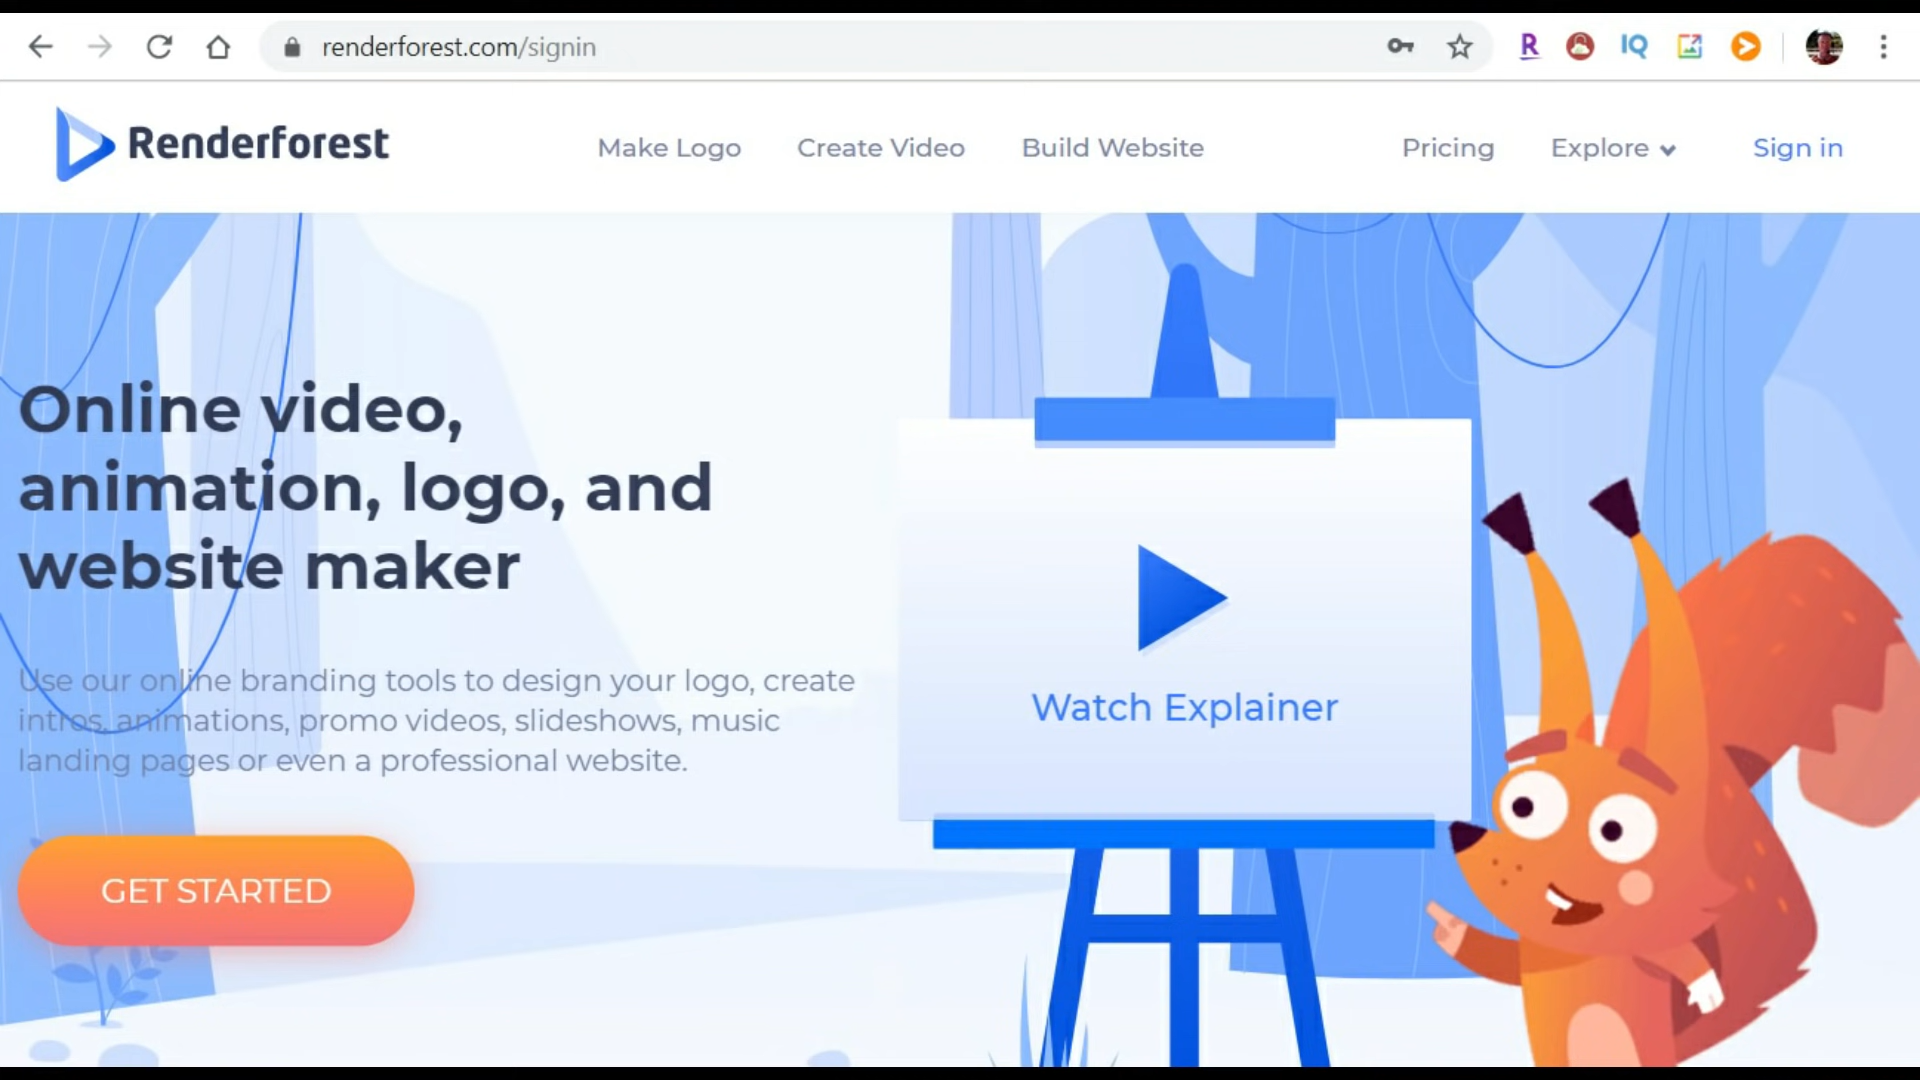 renderforest.com/signin
R
IQ
Renderforest
Make Logo
Create Video
Build Website
Pricing
Explore
Sign in
Online video,
animation, logo, and
website maker
Use our online branding tools to design your logo, create
intros, animations, promo videos, slideshows, music
landing pages or even a professional website.
GET STARTED
Watch Explainer